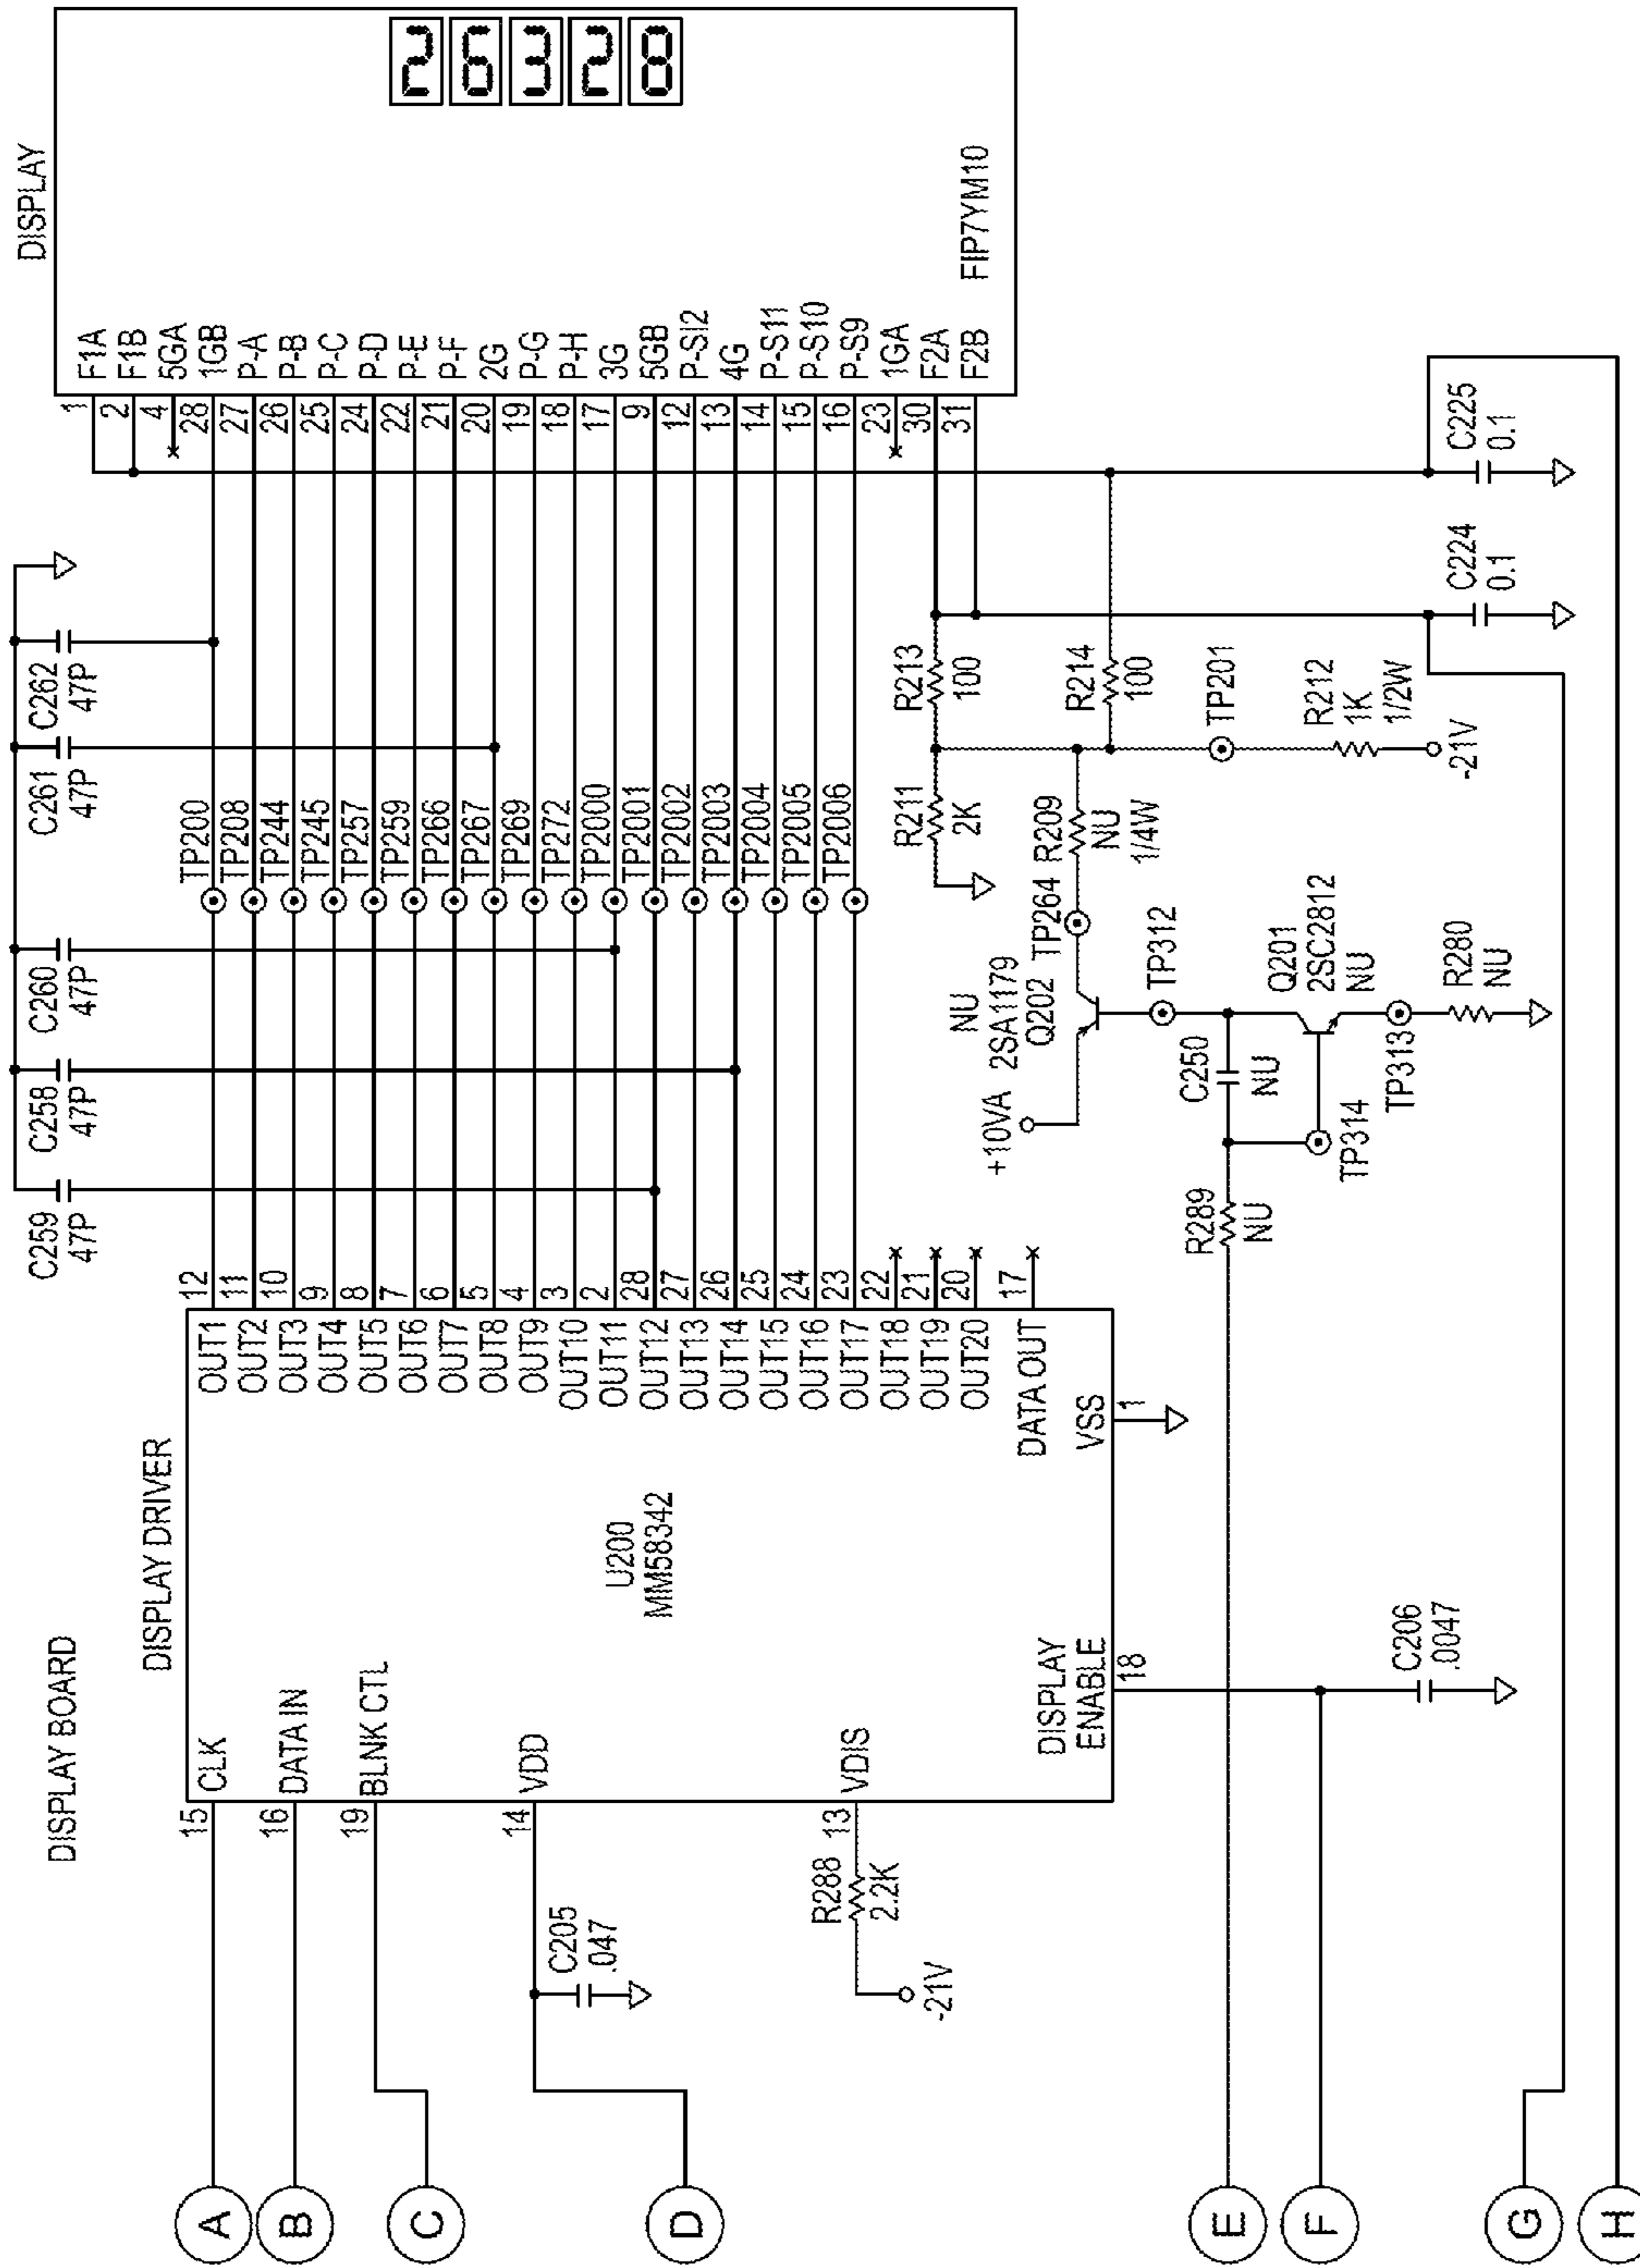 DISPLAY BOARD
DISPLAY DRIVER
DISPLAY
A
B
C
D
E
F
G
H
15
CLK
16
DATA IN
19
BLNK CTL
14
VDD
13
VDIS
C205
.047
R288
2.2K
-21V
U200
MM58342
DISPLAY
ENABLE
18
C206
.0047
VSS
1
OUT1 12
OUT2 11
OUT3 10
OUT4 9
OUT5 8
OUT6 7
OUT7 6
OUT8 5
OUT9 4
OUT10 3
OUT11 2
OUT12 28
OUT13 27
OUT14 26
OUT15 25
OUT16 24
OUT17 23
OUT18 22
OUT19 21
OUT20 20
DATA OUT 17
C259
47P
C258
47P
C260
47P
C261
47P
C262
47P
TP200
TP208
TP244
TP245
TP257
TP259
TP266
TP267
TP269
TP272
TP2000
TP2001
TP2002
TP2003
TP2004
TP2005
TP2006
1 F1A
2 F1B
4 5GA
28 1GB
27 P-A
26 P-B
25 P-C
24 P-D
22 P-E
21 P-F
20 2G
19 P-G
18 P-H
17 3G
9 5GB
12 P-SI2
13 4G
14 P-S11
15 P-S10
16 P-S9
23 1GA
30 F2A
31 F2B
26328
FIP7YM10
R211
2K
R213
100
R214
100
TP201
R212
1K
1/2W
-21V
NU
2SA1179
Q202
TP264
R209
NU
1/4W
+10VA
TP312
C250
NU
R289
NU
TP314
Q201
2SC2812
NU
TP313
R280
NU
C224
0.1
C225
0.1